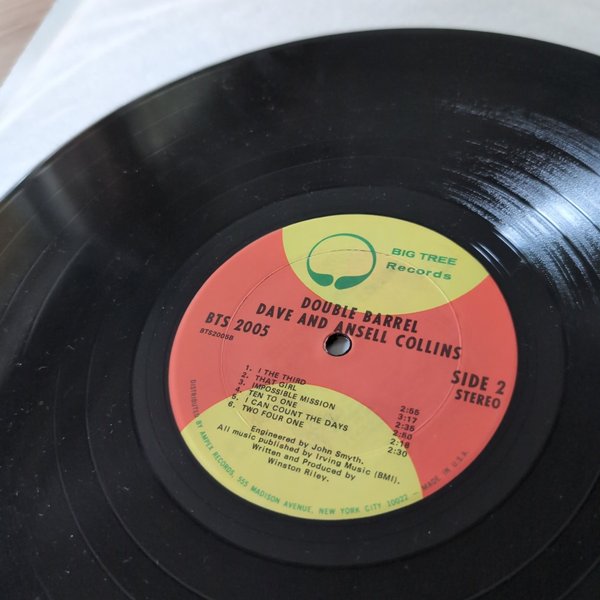 BIG TREE
Records
DOUBLE BARREL
DAVE AND ANSELL COLLINS
BTS 2005
BTS2005B
SIDE 2
STEREO
1. I THE THIRD 2:55
2. THAT GIRL 3:17
3. IMPOSSIBLE MISSION 2:35
4. TEN TO ONE 2:50
5. I CAN COUNT THE DAYS 2:18
6. TWO FOUR ONE 2:30
Engineered by John Smyth.
All music published by Irving Music (BMI).
Written and Produced by
Winston Riley.
DISTRIBUTED BY AMPEX RECORDS, 555 MADISON AVENUE, NEW YORK CITY 10022 — MADE IN U.S.A.